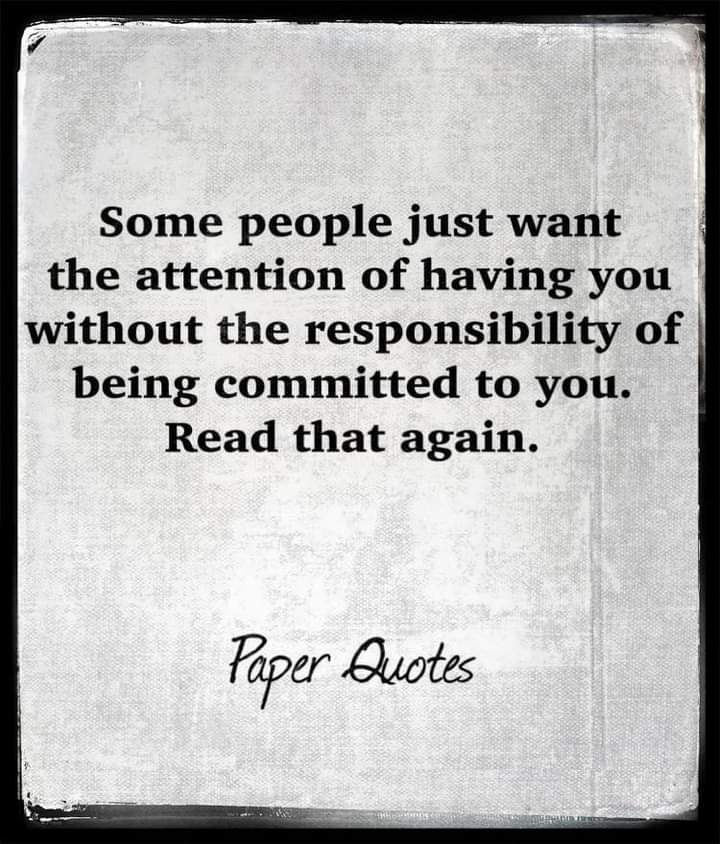 Some people just want
the attention of having you
without the responsibility of
being committed to you.
Read that again.
Paper Quotes